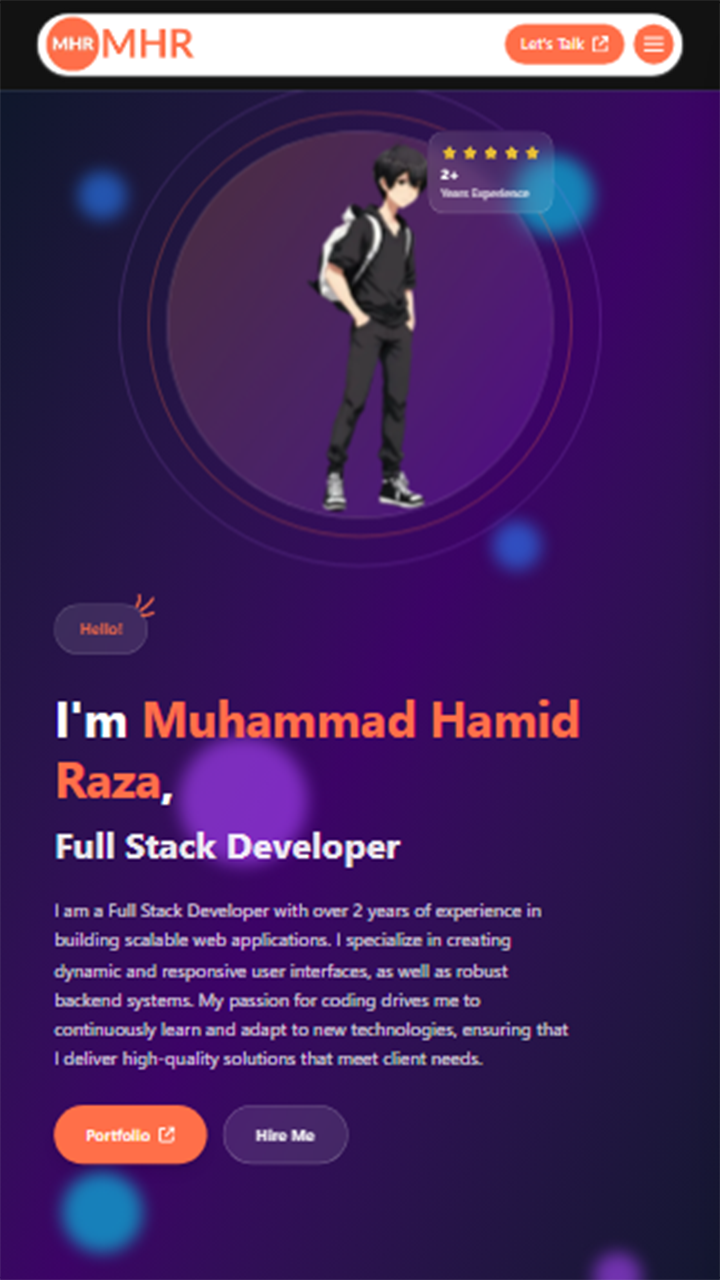 MHR MHR
Let's Talk
2+
Years Experience
Hello!
I'm Muhammad Hamid
Raza,
Full Stack Developer
I am a Full Stack Developer with over 2 years of experience in
building scalable web applications. I specialize in creating
dynamic and responsive user interfaces, as well as robust
backend systems. My passion for coding drives me to
continuously learn and adapt to new technologies, ensuring that
I deliver high-quality solutions that meet client needs.
Portfolio
Hire Me